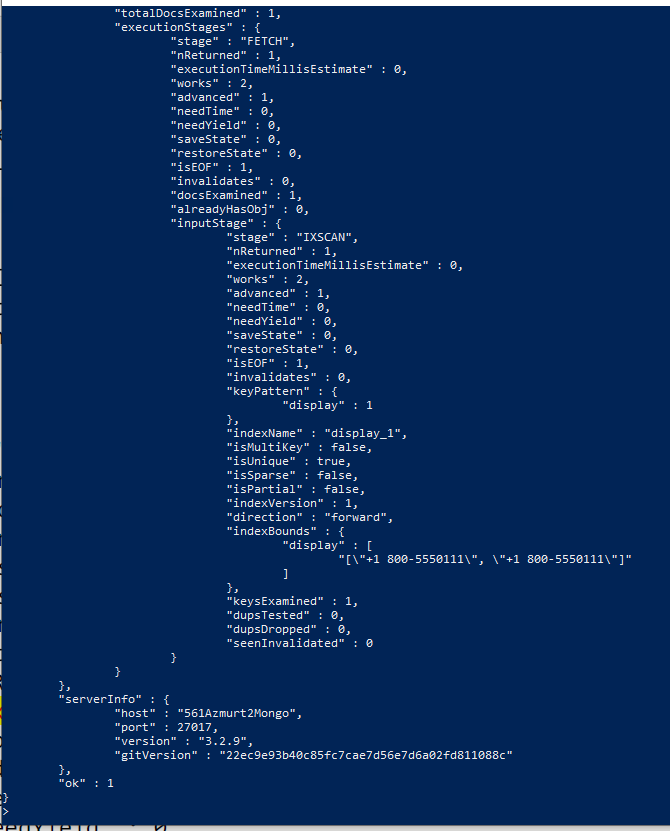 "totalDocsExamined" : 1,
"executionStages" : {
"stage" : "FETCH",
"nReturned" : 1,
"executionTimeMillisEstimate" : 0,
"works" : 2,
"advanced" : 1,
"needTime" : 0,
"needYield" : 0,
"saveState" : 0,
"restoreState" : 0,
"isEOF" : 1,
"invalidates" : 0,
"docsExamined" : 1,
"alreadyHasObj" : 0,
"inputStage" : {
"stage" : "IXSCAN",
"nReturned" : 1,
"executionTimeMillisEstimate" : 0,
"works" : 2,
"advanced" : 1,
"needTime" : 0,
"needYield" : 0,
"saveState" : 0,
"restoreState" : 0,
"isEOF" : 1,
"invalidates" : 0,
"keyPattern" : {
"display" : 1
},
"indexName" : "display_1",
"isMultiKey" : false,
"isUnique" : true,
"isSparse" : false,
"isPartial" : false,
"indexVersion" : 1,
"direction" : "forward",
"indexBounds" : {
"display" : [
"[\"+1 800-5550111\", \"+1 800-5550111\"]"
]
},
"keysExamined" : 1,
"dupsTested" : 0,
"dupsDropped" : 0,
"seenInvalidated" : 0
}
}
},
"serverInfo" : {
"host" : "561Azmurt2Mongo",
"port" : 27017,
"version" : "3.2.9",
"gitVersion" : "22ec9e93b40c85fc7cae7d56e7d6a02fd811088c"
},
"ok" : 1
}
>